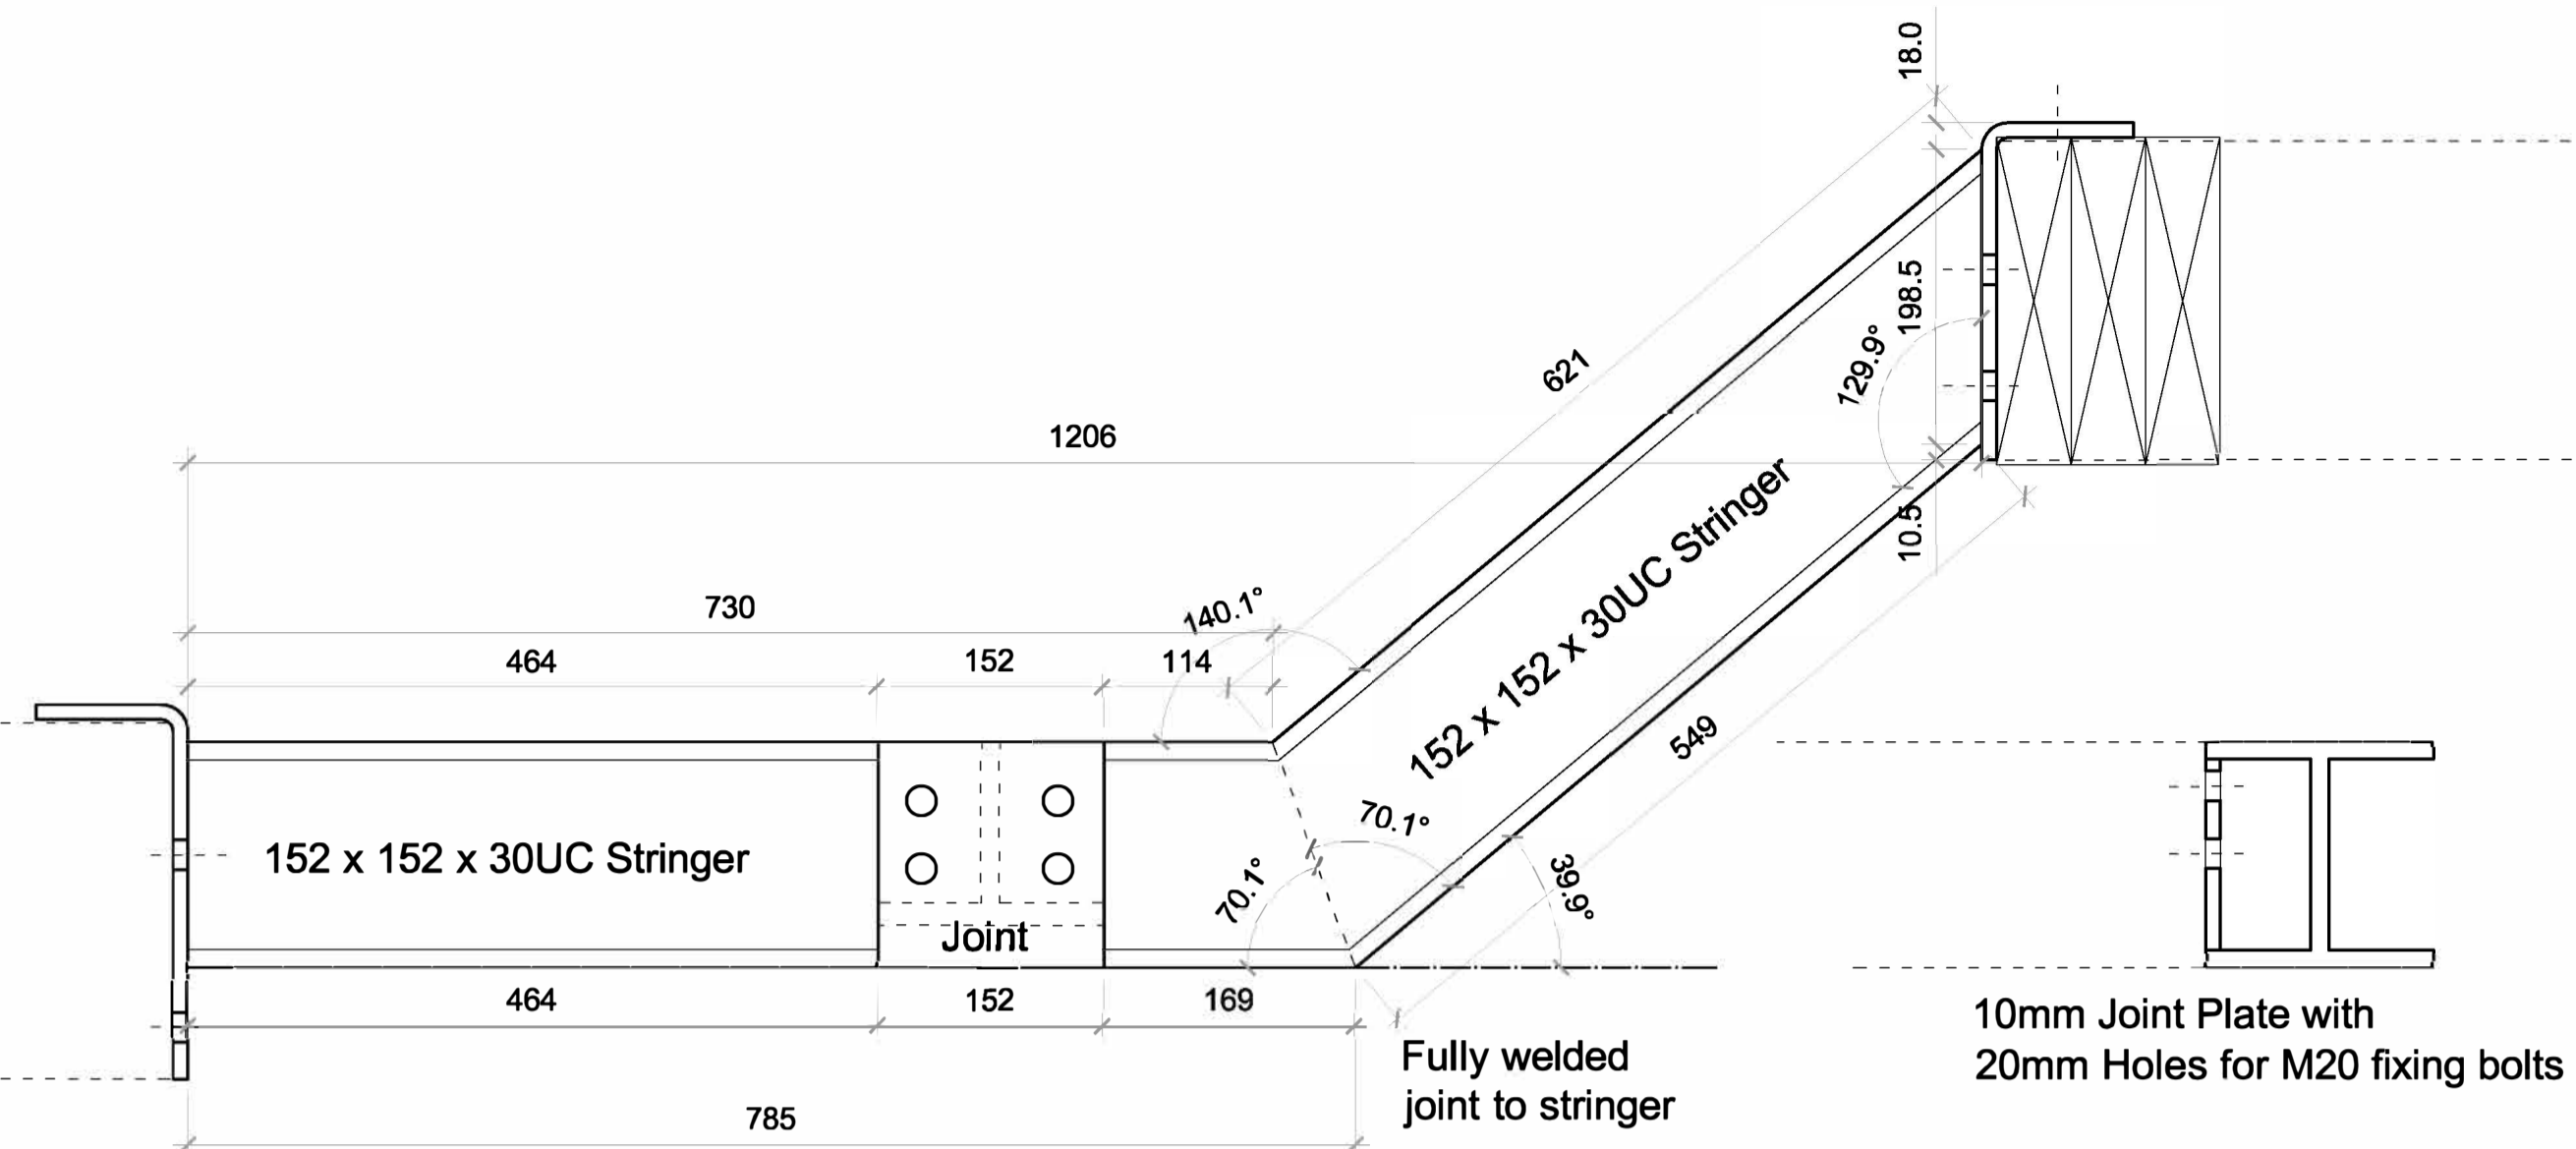 18.0
198.5
129.9°
621
1206
10.5
152 x 152 x 30UC Stringer
140.1°
730
464
152
114
549
70.1°
70.1°
39.9°
152 x 152 x 30UC Stringer
Joint
464
152
169
785
Fully welded
joint to stringer
10mm Joint Plate with
20mm Holes for M20 fixing bolts